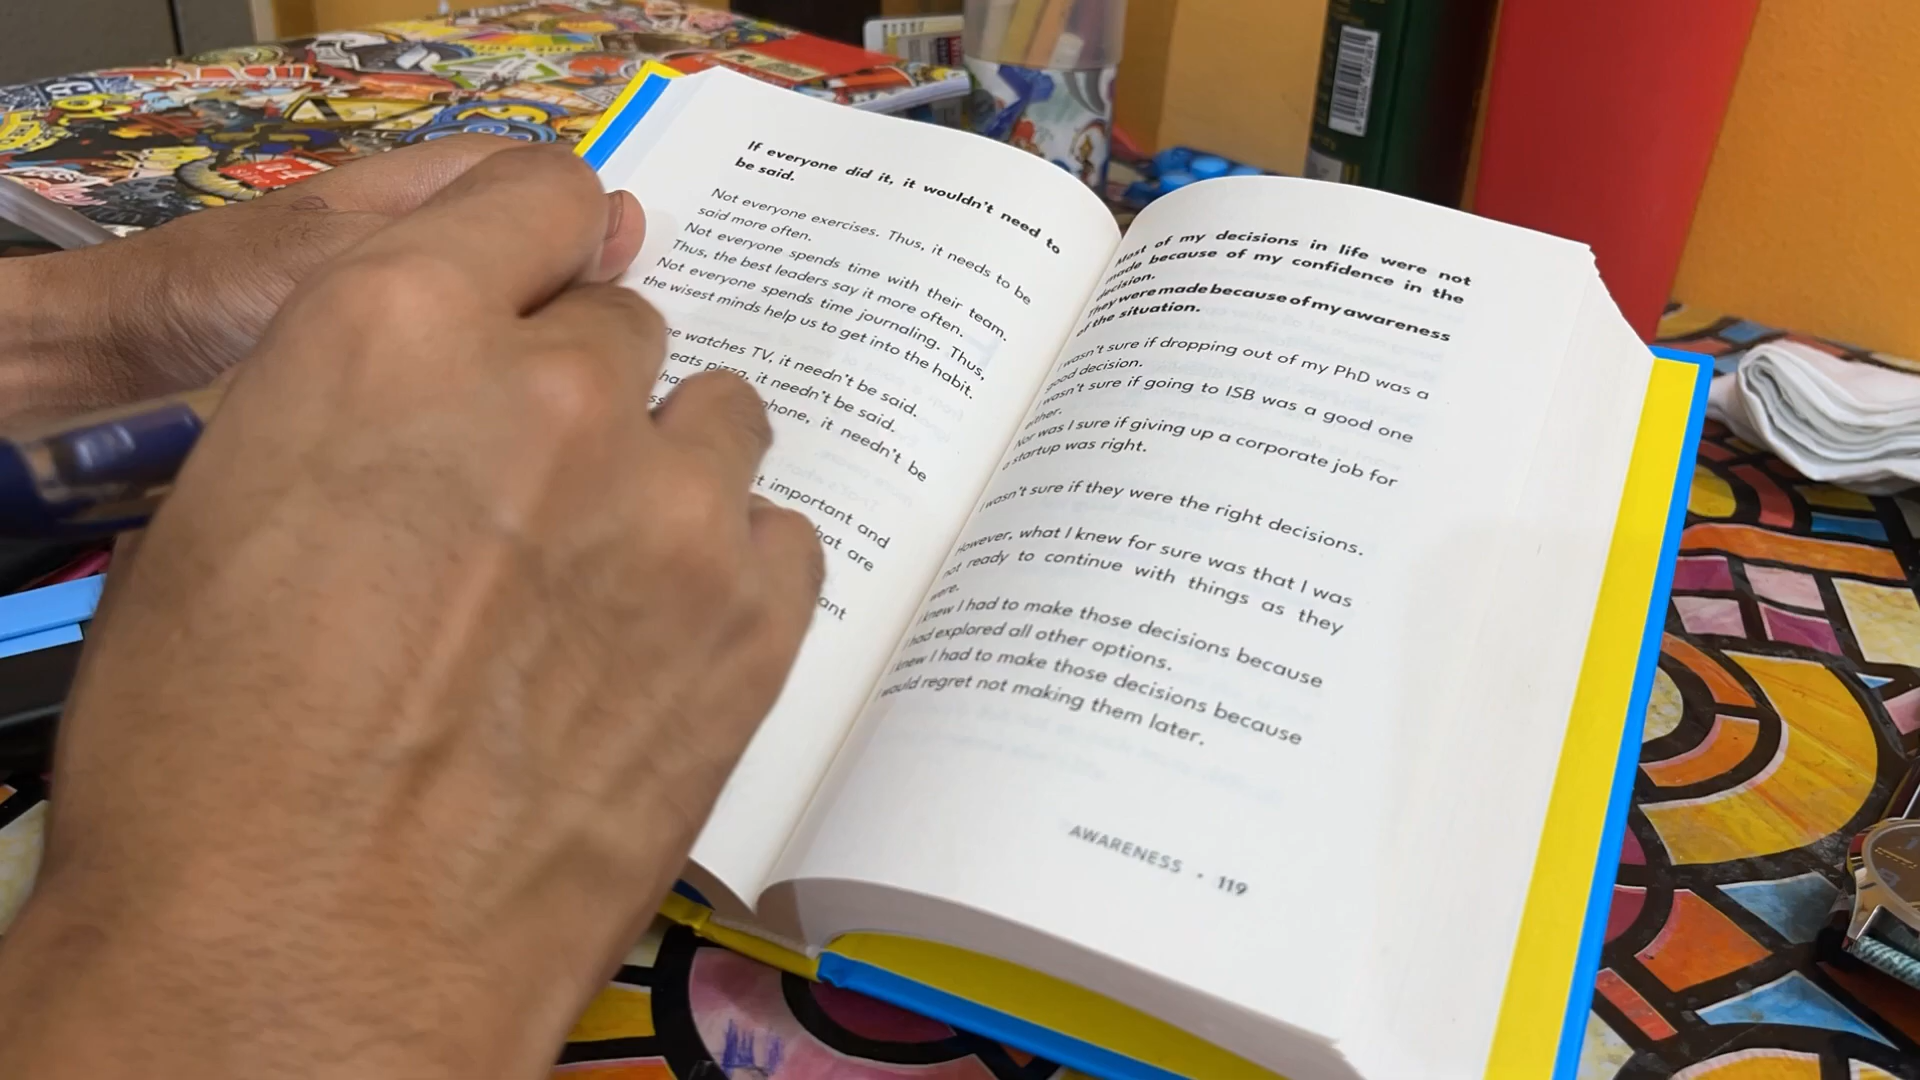 If everyone did it, it wouldn't need to
be said.
Not everyone exercises. Thus, it needs to be
said more often.
Not everyone spends time with their team.
Thus, the best leaders say it more often.
Not everyone spends time journaling. Thus,
the wisest minds help us to get into the habit.
watches TV, it needn't be said.
eats pizza, it needn't be said.
phone, it needn't be
important and
are
Most of my decisions in life were not
made because of my confidence in the
decision.
They were made because of my awareness
of the situation.
I wasn't sure if dropping out of my PhD was a
good decision.
I wasn't sure if going to ISB was a good one
either.
Nor was I sure if giving up a corporate job for
a startup was right.
I wasn't sure if they were the right decisions.
However, what I knew for sure was that I was
not ready to continue with things as they
were.
I knew I had to make those decisions because
I had explored all other options.
I knew I had to make those decisions because
I would regret not making them later.
AWARENESS • 119